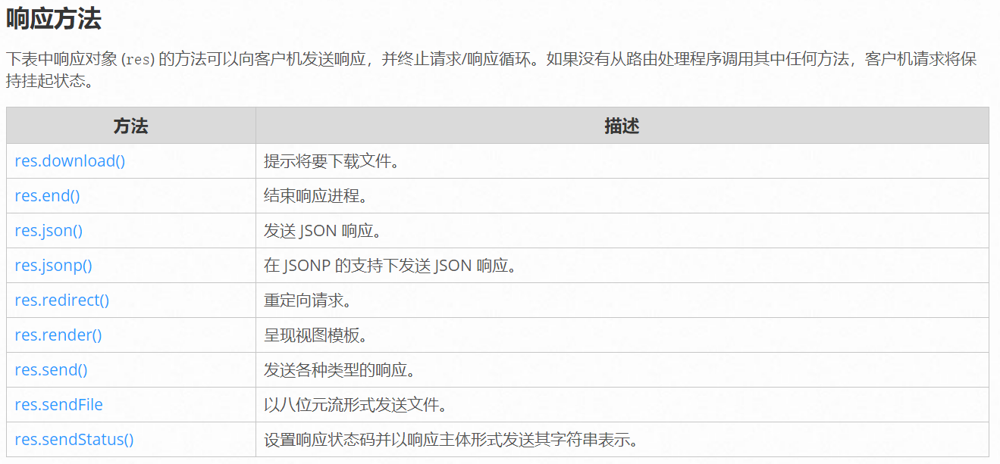 响应方法
下表中响应对象 (res) 的方法可以向客户机发送响应，并终止请求/响应循环。如果没有从路由处理程序调用其中任何方法，客户机请求将保
持挂起状态。
方法 描述
res.download() 提示将要下载文件。
res.end() 结束响应进程。
res.json() 发送 JSON 响应。
res.jsonp() 在 JSONP 的支持下发送 JSON 响应。
res.redirect() 重定向请求。
res.render() 呈现视图模板。
res.send() 发送各种类型的响应。
res.sendFile 以八位元流形式发送文件。
res.sendStatus() 设置响应状态码并以响应主体形式发送其字符串表示。